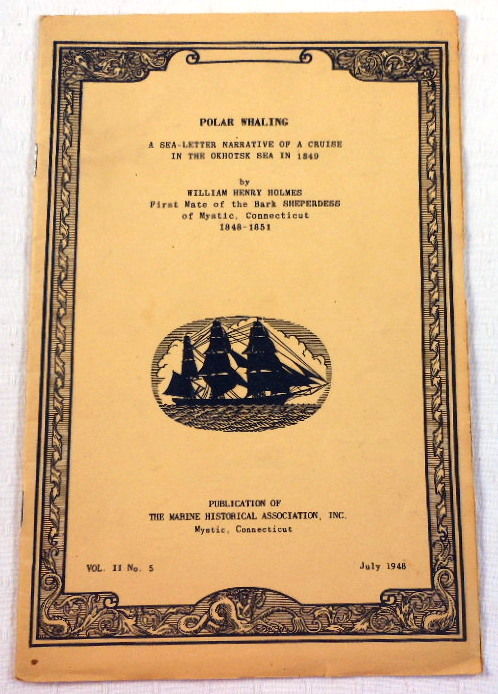 POLAR WHALING
A SEA-LETTER NARRATIVE OF A CRUISE
IN THE OKHOTSK SEA IN 1849
by
WILLIAM HENRY HOLMES
First Mate of the Bark SHEPERDESS
of Mystic, Connecticut
1848-1851
PUBLICATION OF
THE MARINE HISTORICAL ASSOCIATION, INC.
Mystic, Connecticut
VOL. II No. 5
July 1948